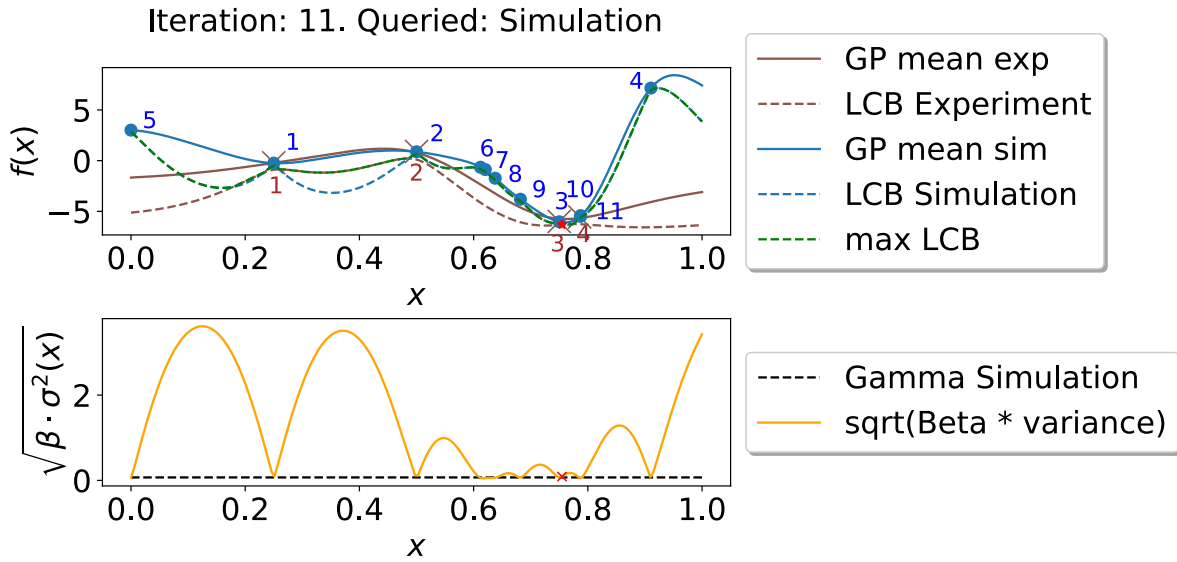 Iteration: 11. Queried: Simulation
f(x)
5
0
−5
5
1
1
2
2
6
7
8
9
3
10
11
3
4
4
0.0 0.2 0.4 0.6 0.8 1.0
x
GP mean exp
LCB Experiment
GP mean sim
LCB Simulation
max LCB
√β · σ²(x)
2
0
0.0 0.2 0.4 0.6 0.8 1.0
x
Gamma Simulation
sqrt(Beta * variance)